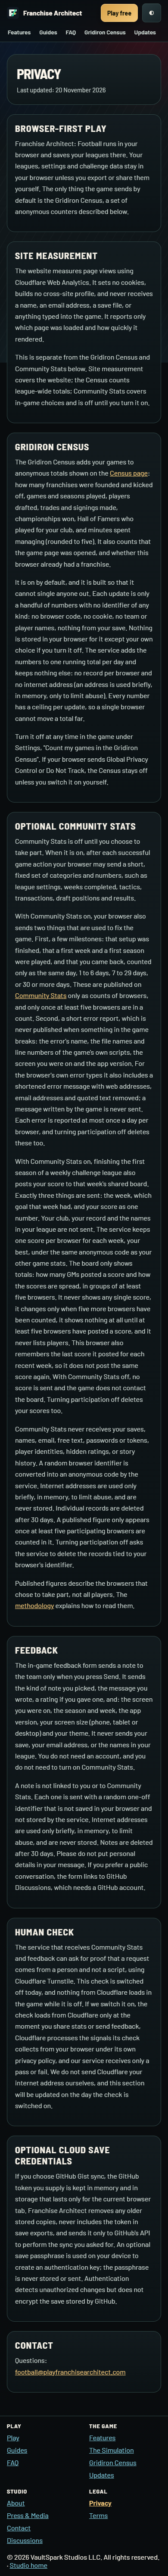 Franchise Architect
Play free
Features Guides FAQ Gridiron Census Updates
PRIVACY
Last updated: 20 November 2026
BROWSER-FIRST PLAY
Franchise Architect: Football runs in your
browser and saves your leagues there. Your
leagues, settings and challenge data stay in
your browser unless you export or share them
yourself. The only thing the game sends by
default is the Gridiron Census, a set of
anonymous counters described below.
SITE MEASUREMENT
The website measures page views using
Cloudflare Web Analytics. It sets no cookies,
builds no cross-site profile, and never receives
a name, an email address, a save file, or
anything typed into the game. It reports only
which page was loaded and how quickly it
rendered.
This is separate from the Gridiron Census and
Community Stats below. Site measurement
covers the website; the Census counts
league-wide totals; Community Stats covers
in-game choices and is off until you turn it on.
GRIDIRON CENSUS
The Gridiron Census adds your games to
anonymous totals shown on the Census page:
how many franchises were founded and kicked
off, games and seasons played, players
drafted, trades and signings made,
championships won, Hall of Famers who
played for your club, and minutes spent
managing (rounded to five). It also counts that
the game page was opened and whether a
franchise already existed.
It is on by default, and it is built so that it
cannot single anyone out. Each update is only
a handful of numbers with how many times
each happened. Nothing identifying is included
with them: no browser code, no cookie, no team
or player names, nothing from your save. Nothing
is stored in your browser for it except your on/off
choice if you turn it off. The service adds the
numbers to one running total per day and
keeps nothing else: no record per browser and
no internet address (an address is used briefly,
in memory, only to limit abuse). Every number
has a ceiling per update, so a single browser
cannot move a total far.
Turn it off at any time in the game under
Settings, "Count my games in the Gridiron
Census". If your browser sends Global Privacy
Control or Do Not Track, the Census stays off
unless you switch it on yourself.
OPTIONAL COMMUNITY STATS
Community Stats is off until you choose to
take part. When it is on, after each successful
game action your browser may send a short,
fixed set of descriptions and numbers, such as
league settings, weeks completed, tactics,
transactions, draft positions and results.
With Community Stats on, your browser also
sends two things that are used to fix the
game. First, a few milestones: that setup was
finished, that a first week and a first season
were played, and that you came back, counted
only as the same day, 1 to 6 days, 7 to 29 days,
or 30 or more days. These are published on
Community Stats only as counts of browsers,
and only once at least five browsers are in
them. Second, a short error report, which is
never published, sent when the game
breaks: the error's name, the file names and
line numbers of the game's own scripts, the
screen you were on and the app version. For
the browser's own error types it also includes a
shortened message with web addresses,
email addresses and quoted text removed; a
message written by the game is never sent.
Each error is reported at most once a day per
browser, and turning participation off deletes
these too.
With Community Stats on, finishing the first
season of a weekly challenge league also
posts your score to that week's shared board.
Exactly three things are sent: the week, which
goal that week had, and your score as one
number. Your club, your roster and the names
in your league are never sent. The service keeps
one score per browser for each week, your
best, under the same anonymous code as your
other stats. The board only shows
totals: how many GMs posted a score and how
the scores are spread, in groups of at least
five browsers. It never shows any single score,
it changes only when five more browsers have
been counted, and it shows nothing at all until
at least five browsers have posted a score, and it
never lists players. This browser also
remembers the last score it posted for each
recent week, so it does not post the same
score again. With Community Stats off, no
score is sent and the game does not contact
the board. Turning participation off deletes
your scores too.
Community Stats never receives your saves,
names, email, free text, passwords or tokens,
player identities, hidden ratings, or story
history. A random browser identifier is
converted into an anonymous code by the
service. Internet addresses are used only
briefly, in memory, to limit abuse, and are
never stored. Individual records are deleted
after 30 days. A published figure only appears
once at least five participating browsers are
counted in it. Turning participation off asks
the service to delete the records tied to your
browser's identifier.
Published figures describe the browsers that
chose to take part, not all players. The
methodology explains how to read them.
FEEDBACK
The in-game feedback form sends a note to
the team only when you press Send. It sends
the kind of note you picked, your message,
a rating if you gave one, and four details: the screen
you were on, the season and week, the app
version, your screen size (phone, tablet or
desktop) and the theme. It never sends your
save, your email address, or the names in your
league. You do not need an account, and you
do not need to turn on Community Stats.
A note is not linked to you or to Community
Stats. Each one is sent with a random one-off
identifier that is not saved in your browser and
not stored by the service. Internet addresses
are used only briefly, in memory, to limit
abuse, and are never stored. Notes are deleted
after 30 days. Please do not put personal
details in your message. If you prefer a public
conversation, the form links to GitHub
Discussions, which needs a GitHub account.
HUMAN CHECK
The service that receives Community Stats
and feedback can ask for proof that a request
comes from a person and not a script, using
Cloudflare Turnstile. This check is switched
off today, and nothing from Cloudflare loads in
the game while it is off. If we switch it on, the
check loads from Cloudflare only at the
moment you share stats or send feedback,
Cloudflare processes the signals its check
collects from your browser under its own
privacy policy, and our service receives only a
pass or fail. We do not send Cloudflare your
internet address ourselves, and this section
will be updated on the day the check is
switched on.
OPTIONAL CLOUD SAVE
CREDENTIALS
If you choose GitHub Gist sync, the GitHub
token you supply is kept in memory only and is
not stored, so it lasts only for the current browser
tab. Franchise Architect does not write it to
any storage, never includes the token in
save exports, and sends it only to GitHub's API
to perform the sync you asked for. An optional
save passphrase is used on your device to
create an authentication key; the passphrase
itself is never stored or sent. Authentication
detects unauthorized changes but does not
encrypt the save stored by GitHub.
CONTACT
Questions:
football@playfranchisearchitect.com
PLAY
Play
Guides
FAQ
THE GAME
Features
The Simulation
Gridiron Census
Updates
STUDIO
About
Press & Media
Contact
Discussions
LEGAL
Privacy
Terms
© 2026 VaultSpark Studios LLC. All rights reserved.
· Studio home